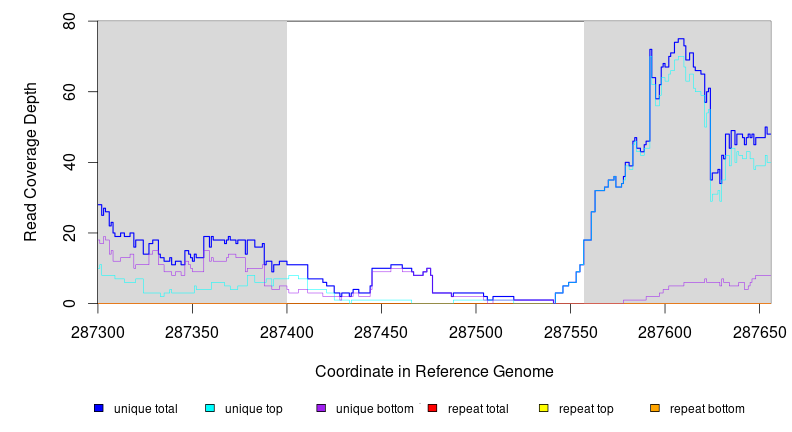 80
60
40
20
0
Read Coverage Depth
287300 287350 287400 287450 287500 287550 287600 287650
Coordinate in Reference Genome
unique total unique top unique bottom repeat total repeat top repeat bottom